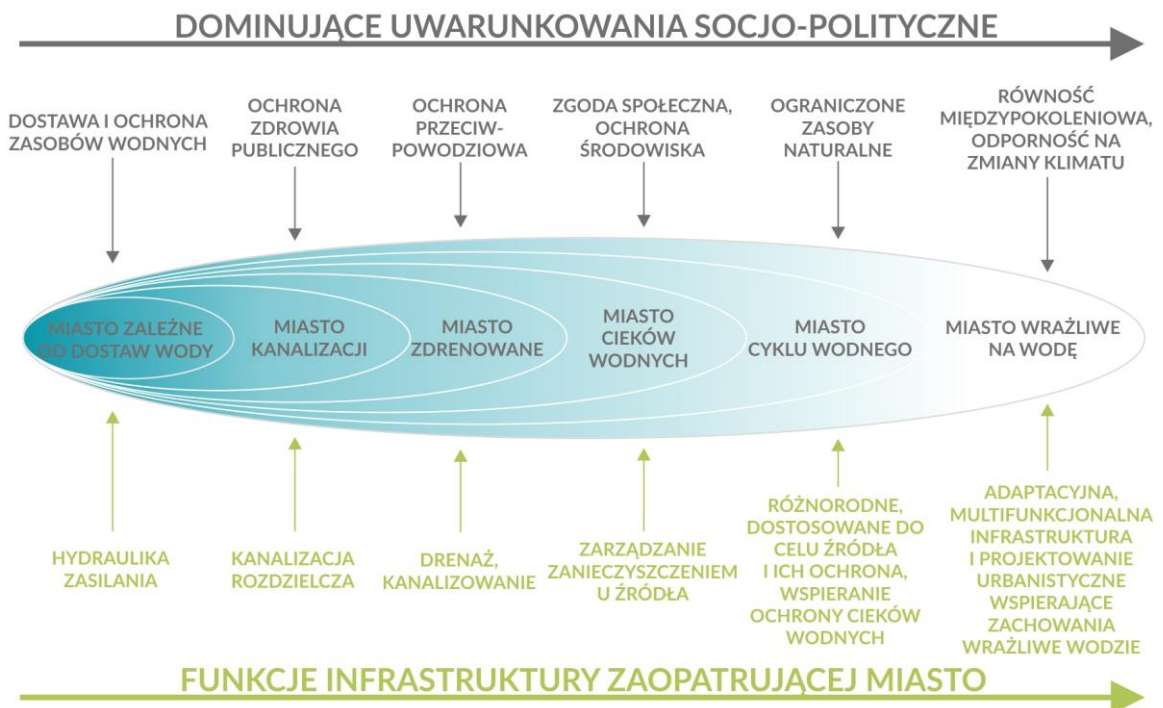 DOMINUJĄCE UWARUNKOWANIA SOCJO-POLITYCZNE
DOSTAWA I OCHRONA
ZASOBÓW WODNYCH
OCHRONA
ZDROWIA
PUBLICZNEGO
OCHRONA
PRZECIW-
POWODZIOWA
ZGODA SPOŁECZNA,
OCHRONA
ŚRODOWISKA
OGRANICZONE
ZASOBY
NATURALNE
RÓWNOŚĆ
MIĘDZYPOKOLENIOWA,
ODPORNOŚĆ NA
ZMIANY KLIMATU
MIASTO ZALEŻNE
OD DOSTAW WODY
MIASTO
KANALIZACJI
MIASTO
ZDRENOWANE
MIASTO
CIEKÓW
WODNYCH
MIASTO
CYKLU WODNEGO
MIASTO WRAŻLIWE
NA WODĘ
HYDRAULIKA
ZASILANIA
KANALIZACJA
ROZDZIELCZA
DRENAŻ,
KANALIZOWANIE
ZARZĄDZANIE
ZANIECZYSZCZENIEM
U ŹRÓDŁA
RÓŻNORODNE,
DOSTOSOWANE DO
CELU ŹRÓDŁA
I ICH OCHRONA,
WSPIERANIE
OCHRONY CIEKÓW
WODNYCH
ADAPTACYJNA,
MULTIFUNKCJONALNA
INFRASTRUKTURA
I PROJEKTOWANIE
URBANISTYCZNE
WSPIERAJĄCE
ZACHOWANIA
WRAŻLIWE WODZIE
FUNKCJE INFRASTRUKTURY ZAOPATRUJĄCEJ MIASTO